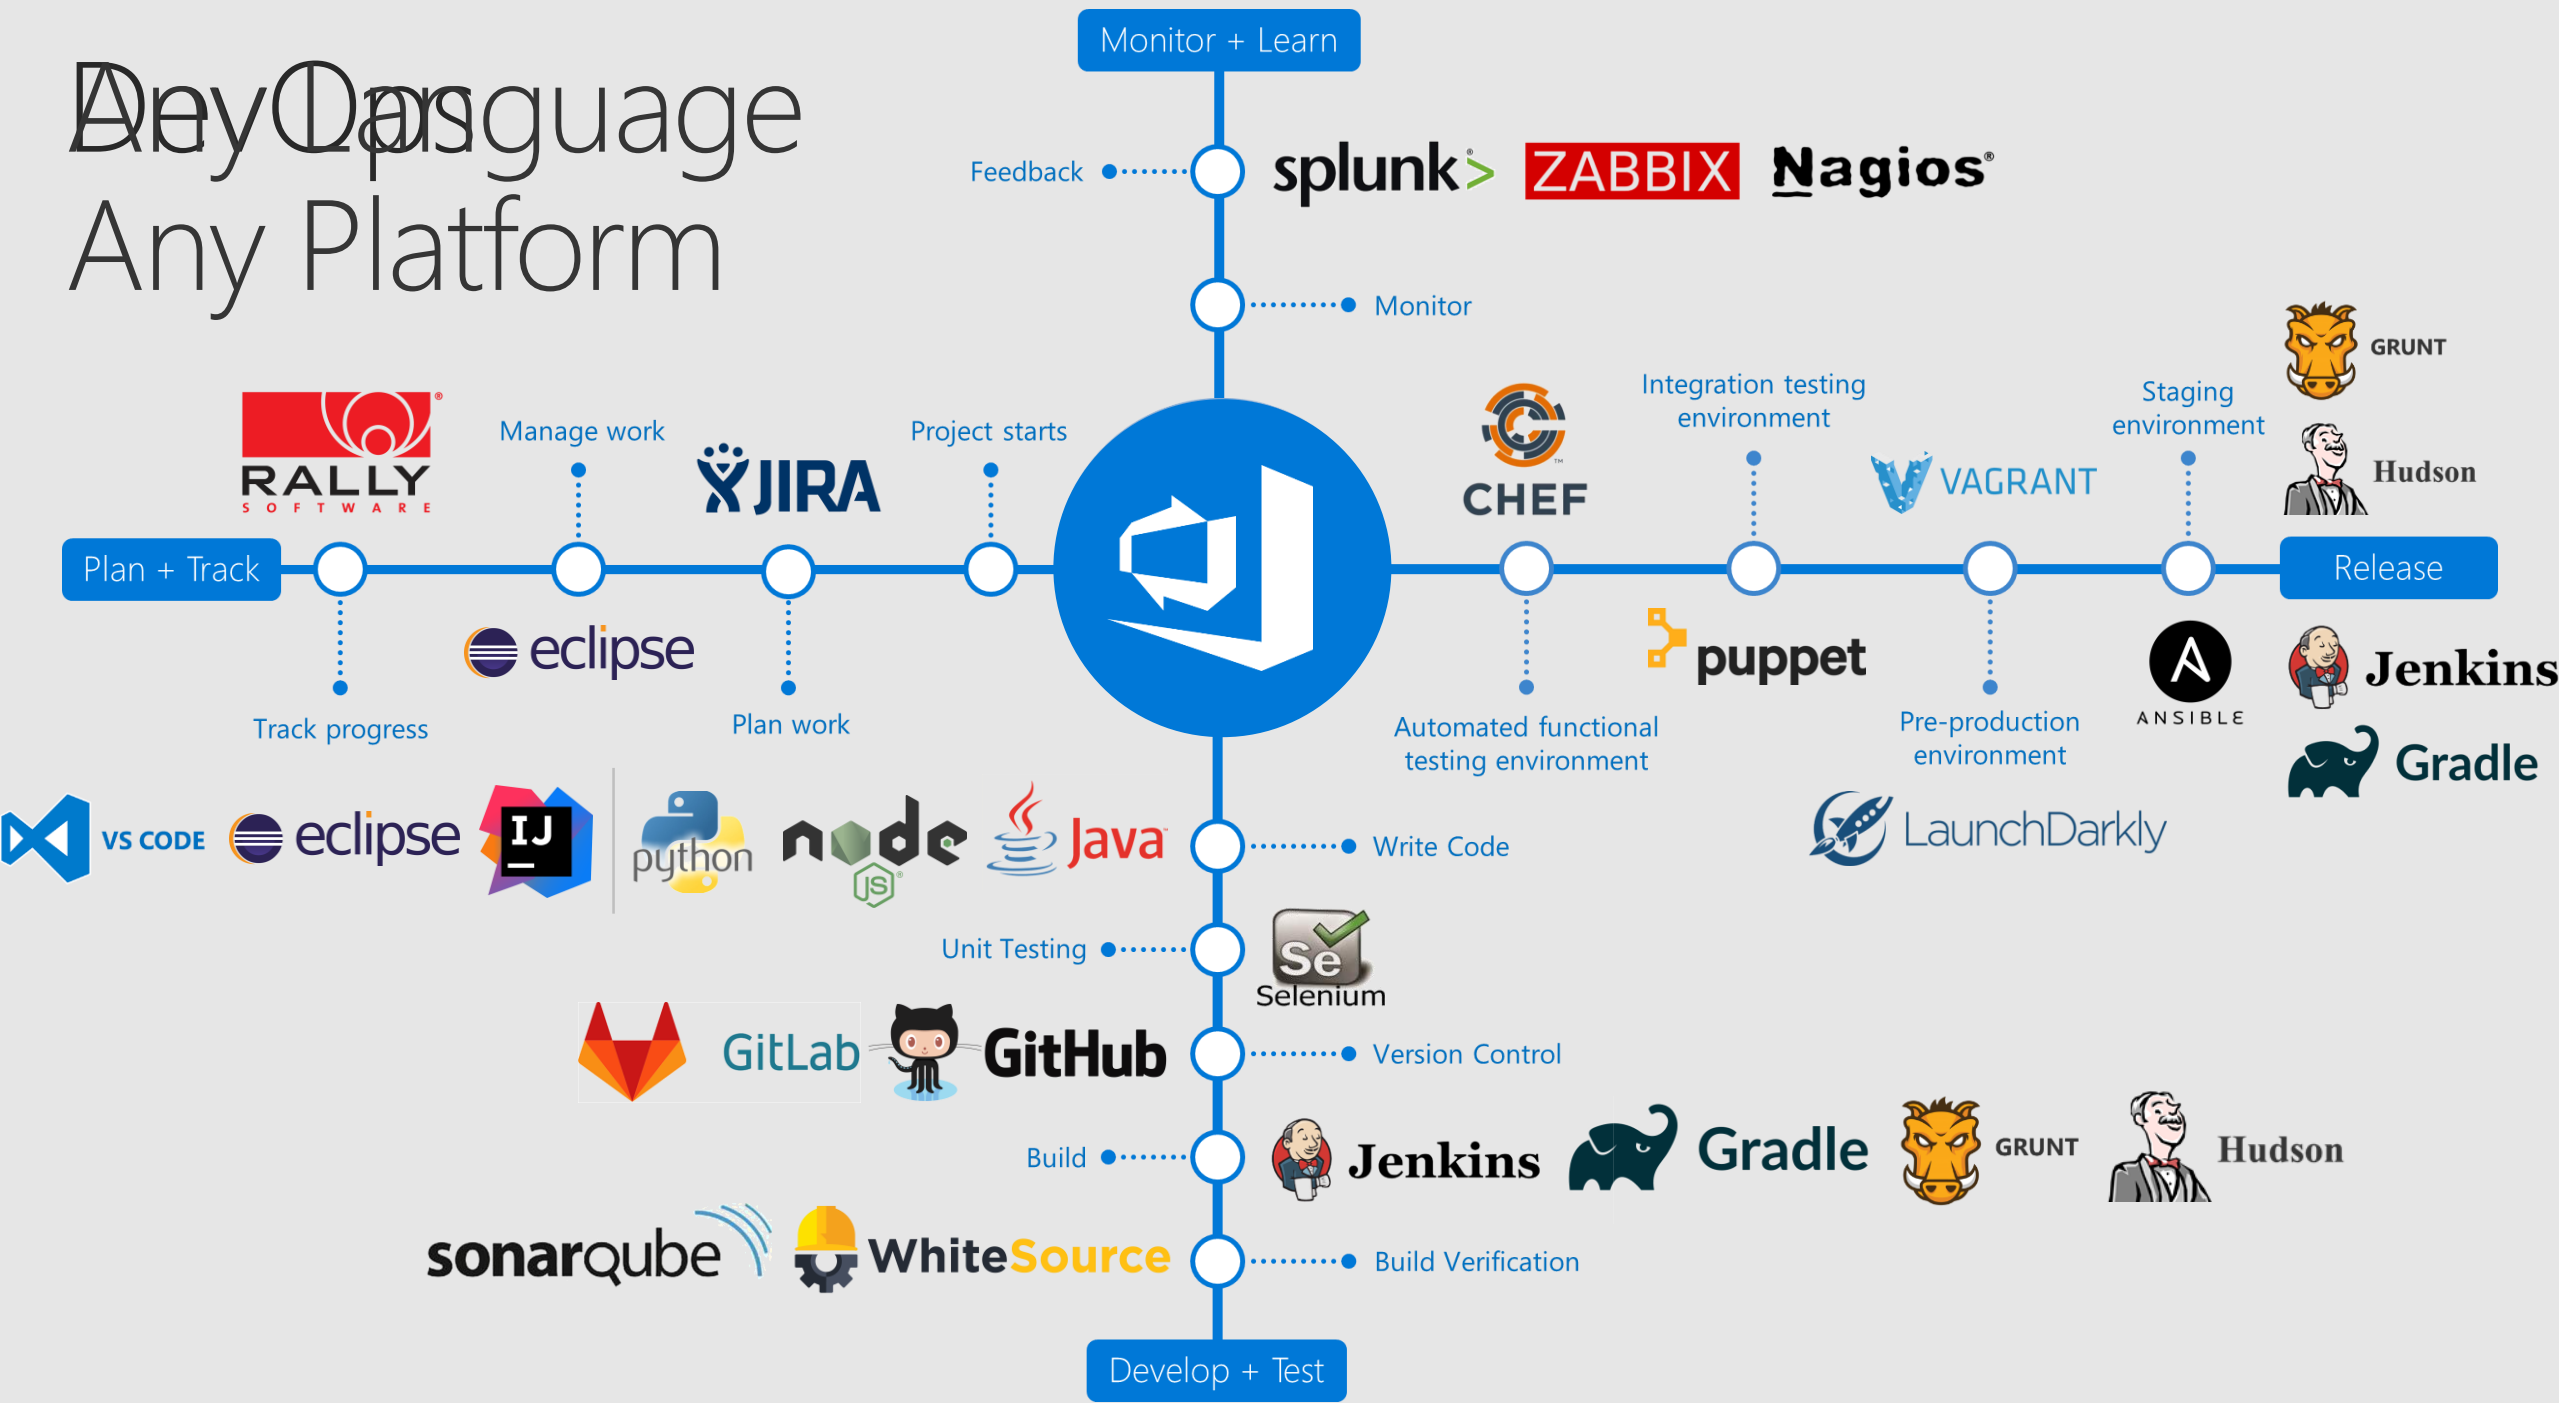 Monitor + Learn
DevOps
Any Language
Any Platform
Feedback
splunk>®
ZABBIX
Nagios®
Monitor
GRUNT
Integration testing
environment
Staging
environment
RALLY®
SOFTWARE
Manage work
JIRA
Project starts
CHEF™
VAGRANT
Hudson
Plan + Track
Release
eclipse
puppet
ANSIBLE
Jenkins
Track progress
Plan work
Automated functional
testing environment
Pre-production
environment
Gradle
VS CODE
eclipse
IJ
python
node
JS®
Java™
Write Code
LaunchDarkly
Unit Testing
Se
Selenium
GitLab
GitHub
Version Control
Build
Jenkins
Gradle
GRUNT
Hudson
sonarqube
WhiteSource
Build Verification
Develop + Test